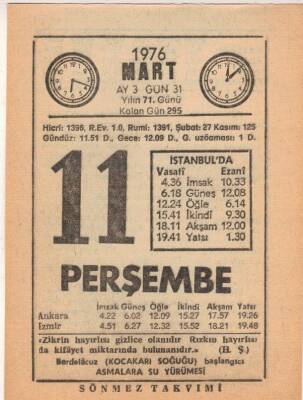 1976
MART
AY 3 GÜN 31
Yılın 71. Günü
Kalan Gün 295
Hicri: 1396, R.Ev. 1.0, Rumi: 1391, Şubat: 27 Kasım: 125
Gündüz: 11.51 D., Gece: 12.09 D., G. uzaması: 1 D.
11
İSTANBUL'DA
Vasati Ezani
4.36 İmsak 10.33
6.18 Güneş 12.08
12.24 Öğle 6.14
15.41 İkindi 9.30
18.11 Akşam 12.00
19.41 Yatsı 1.30
PERŞEMBE
İmsak Güneş Öğle İkindi Akşam Yatsı
Ankara 4.22 6.02 12.09 15.27 17.57 19.26
İzmir 4.51 6.27 12.32 15.52 18.21 19.48
«Zikrin hayırlısı gizlice olanıdır Rızkın hayırlısı
da kifâyet miktarında bulunanıdır.» (H. Ş.)
Berdelâcuz (KOCAKARI SOĞUĞU) başlangıcı
ASMALARA SU YÜRÜMESİ
SÖNMEZ TAKVİMİ